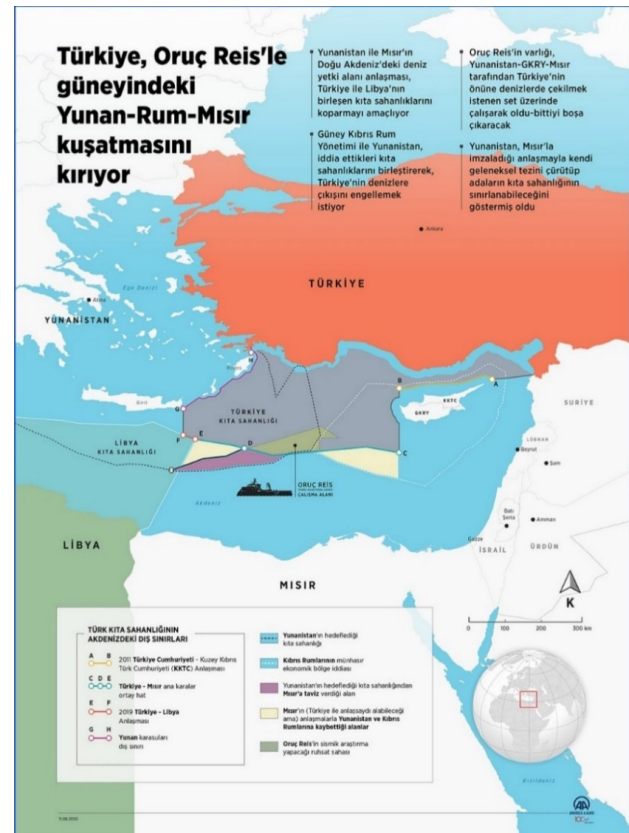 Türkiye, Oruç Reis'le
güneyindeki
Yunan-Rum-Mısır
kuşatmasını
kırıyor
Yunanistan ile Mısır'ın
Doğu Akdeniz'deki deniz
yetki alanı anlaşması,
Türkiye ile Libya'nın
birleşen kıta sahanlıklarını
koparmayı amaçlıyor
Güney Kıbrıs Rum
Yönetimi ile Yunanistan,
iddia ettikleri kıta
sahanlıklarını birleştirerek,
Türkiye'nin denizlere
çıkışını engellemek
istiyor
Oruç Reis'in varlığı,
Yunanistan-GKRY-Mısır
tarafından Türkiye'nin
önüne denizlerde çekilmek
istenen set üzerinde
çalışarak oldu-bittiyi boşa
çıkaracak
Yunanistan, Mısır'la
imzaladığı anlaşmayla kendi
geleneksel tezini çürütüp
adaların kıta sahanlığının
sınırlanabileceğini
göstermiş oldu
Ankara
TÜRKİYE
Ege Denizi
Atina
YUNANİSTAN
H
Rodos
Girit
G
F
E
D
B
A
C
TÜRKİYE
KITA SAHANLIĞI
KKTC
GKRY
LİBYA
KITA SAHANLIĞI
SURİYE
LÜBNAN
Beyrut
Şam
ORUÇ REİS
ÇALIŞMA ALANI
Akdeniz
Batı
Şeria
Amman
Gazze
İSRAİL
ÜRDÜN
LİBYA
MISIR
K
0 100 200 300 km
TÜRK KITA SAHANLIĞININ
AKDENİZDEKİ DIŞ SINIRLARI
A B
2011 Türkiye Cumhuriyeti - Kuzey Kıbrıs
Türk Cumhuriyeti (KKTC) Anlaşması
C D E
Türkiye - Mısır ana karalar
ortay hat
E F
2019 Türkiye - Libya
Anlaşması
G H
Yunan karasuları
dış sınırı
Yunanistan'ın hedeflediği
kıta sahanlığı
Kıbrıs Rumlarının münhasır
ekonomik bölge iddiası
Yunanistan'ın hedeflediği kıta sahanlığından
Mısır'a taviz verdiği alan
Mısır'ın (Türkiye ile anlaşsaydı alabileceği
ama) anlaşmalarla Yunanistan ve Kıbrıs
Rumlarına kaybettiği alanlar
Oruç Reis'in sismik araştırma
yapacağı ruhsat sahası
Kızıldeniz
AA